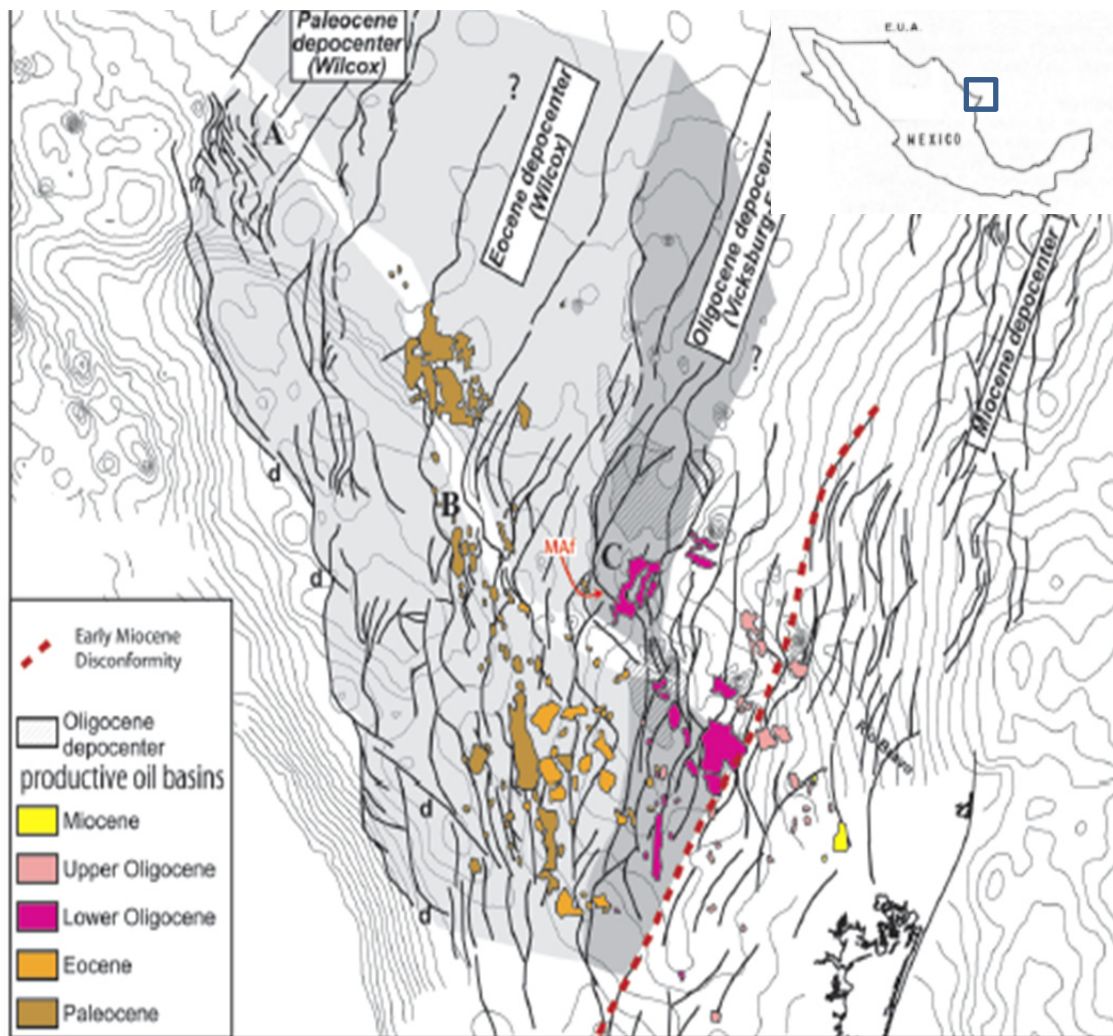 Paleocene
depocenter
(Wilcox)
E.U.A.
MEXICO
A
?
Eocene depocenter
(Wilcox)
Oligocene depocent
(Vicksburg-
Miocene depocenter
?
d
B
MAf
C
d
Early Miocene
Disconformity
Oligocene
depocenter
productive oil basins
Miocene
Upper Oligocene
Lower Oligocene
Eocene
Paleocene
d
d
Rio Bravo